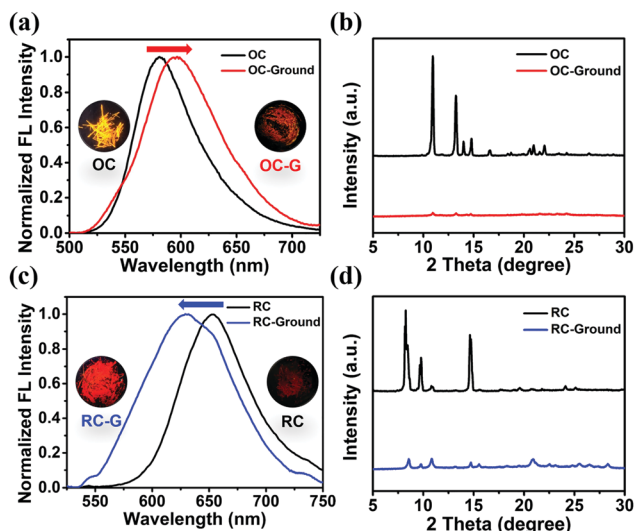 (a)
Normalized FL Intensity
1.0
0.8
0.6
0.4
0.2
0.0
OC
OC-Ground
OC
OC-G
500 550 600 650 700
Wavelength (nm)
(b)
Intensity (a.u.)
OC
OC-Ground
5 10 15 20 25 30
2 Theta (degree)
(c)
Normalized FL Intensity
1.0
0.8
0.6
0.4
0.2
0.0
RC
RC-Ground
RC-G
RC
550 600 650 700 750
Wavelength (nm)
(d)
Intensity (a.u.)
RC
RC-Ground
5 10 15 20 25 30
2 Theta (degree)